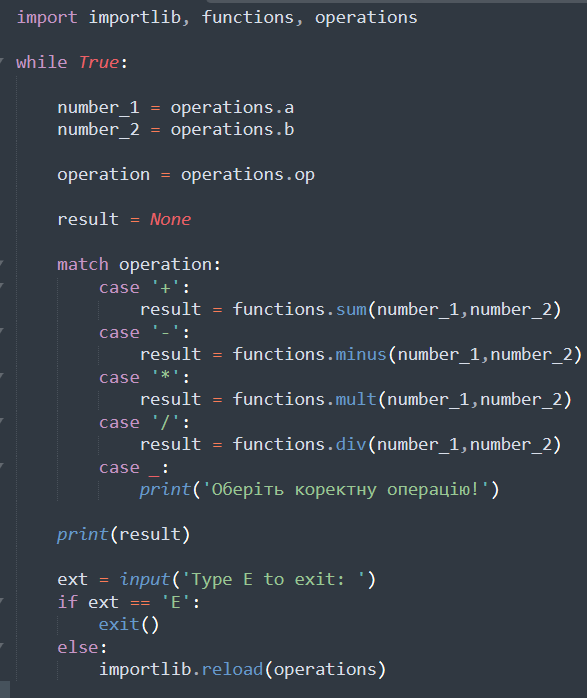 import importlib, functions, operations
while True:
number_1 = operations.a
number_2 = operations.b
operation = operations.op
result = None
match operation:
case '+':
result = functions.sum(number_1,number_2)
case '-':
result = functions.minus(number_1,number_2)
case '*':
result = functions.mult(number_1,number_2)
case '/':
result = functions.div(number_1,number_2)
case _:
print('Оберіть коректну операцію!')
print(result)
ext = input('Type E to exit: ')
if ext == 'E':
exit()
else:
importlib.reload(operations)